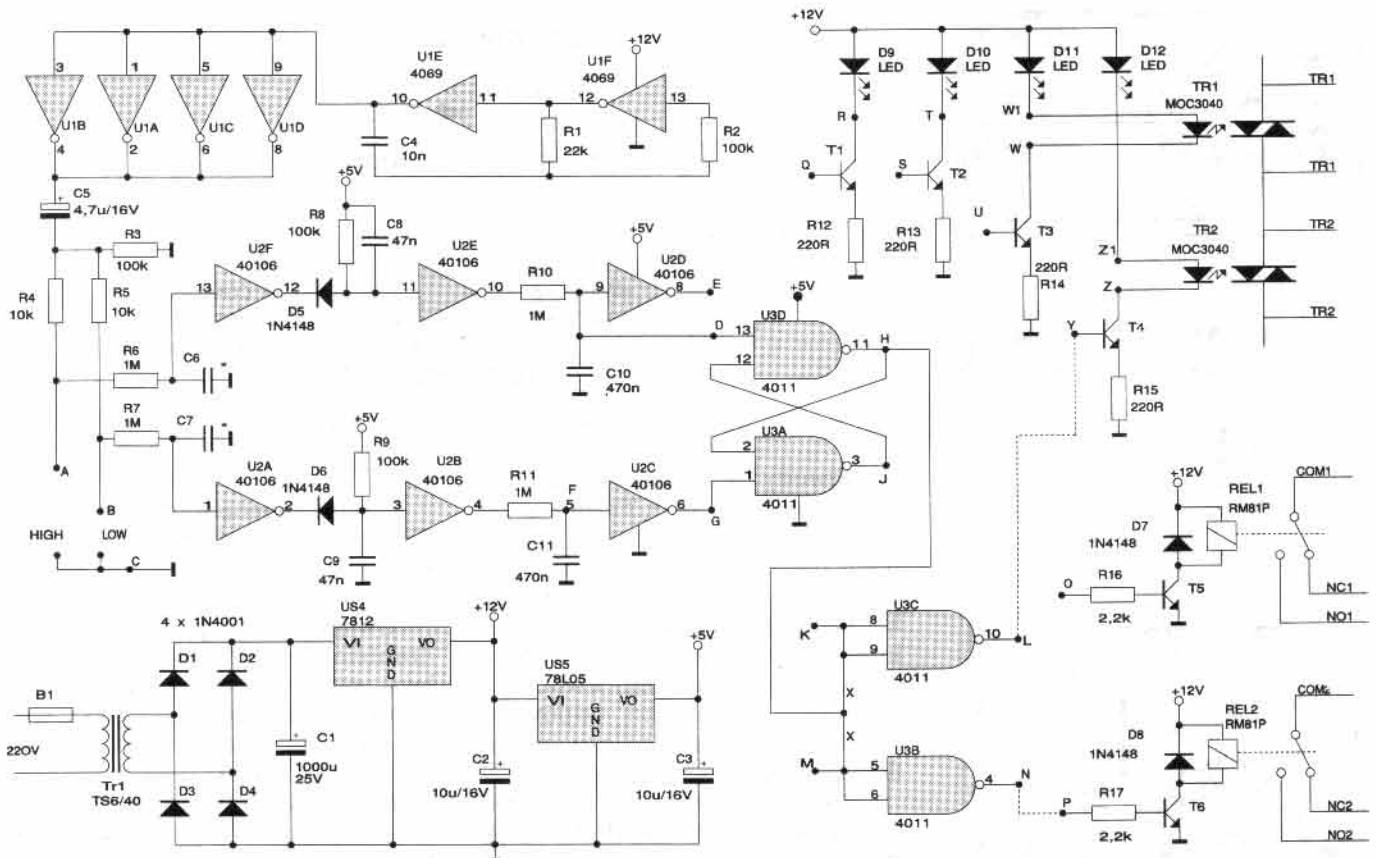 3
1
5
9
U1B
U1A
U1C
U1D
4
2
6
8
U1E
4069
10
11
C4
10n
+12V
U1F
4069
12
13
R1
22k
R2
100k
C5
+
4,7u/16V
R3
100k
R4
10k
R5
10k
R6
1M
C6
*
R7
1M
C7
*
A
B
HIGH
LOW
C
U2F
40106
13
12
D5
1N4148
+5V
R8
100k
C8
47n
U2E
40106
11
10
R10
1M
+5V
U2D
40106
9
8
E
D
C10
470n
U2A
40106
1
2
D6
1N4148
+5V
R9
100k
C9
47n
U2B
40106
3
4
R11
1M
F
5
C11
470n
U2C
40106
6
G
+5V
U3D
13
12
11
H
4011
U3A
2
1
3
J
4011
+12V
D9
LED
D10
LED
D11
LED
D12
LED
R
T
W1
W
Q
T1
S
T2
U
T3
R12
220R
R13
220R
220R
R14
TR1
MOC3040
TR1
TR1
TR2
MOC3040
TR2
TR2
Z1
Z
Y
T4
R15
220R
K
U3C
8
9
10
L
4011
X
X
M
U3B
5
6
4
N
4011
+12V
D7
1N4148
REL1
RM81P
COM1
NC1
NO1
O
R16
2,2k
T5
+12V
D8
1N4148
REL2
RM81P
COM2
NC2
NO2
P
R17
2,2k
T6
B1
220V
Tr1
TS6/40
4 x 1N4001
D1
D2
D3
D4
+
C1
1000u
25V
US4
7812
VI
GND
VO
+12V
C2
+
10u/16V
US5
78L05
VI
GND
VO
+5V
C3
+
10u/16V